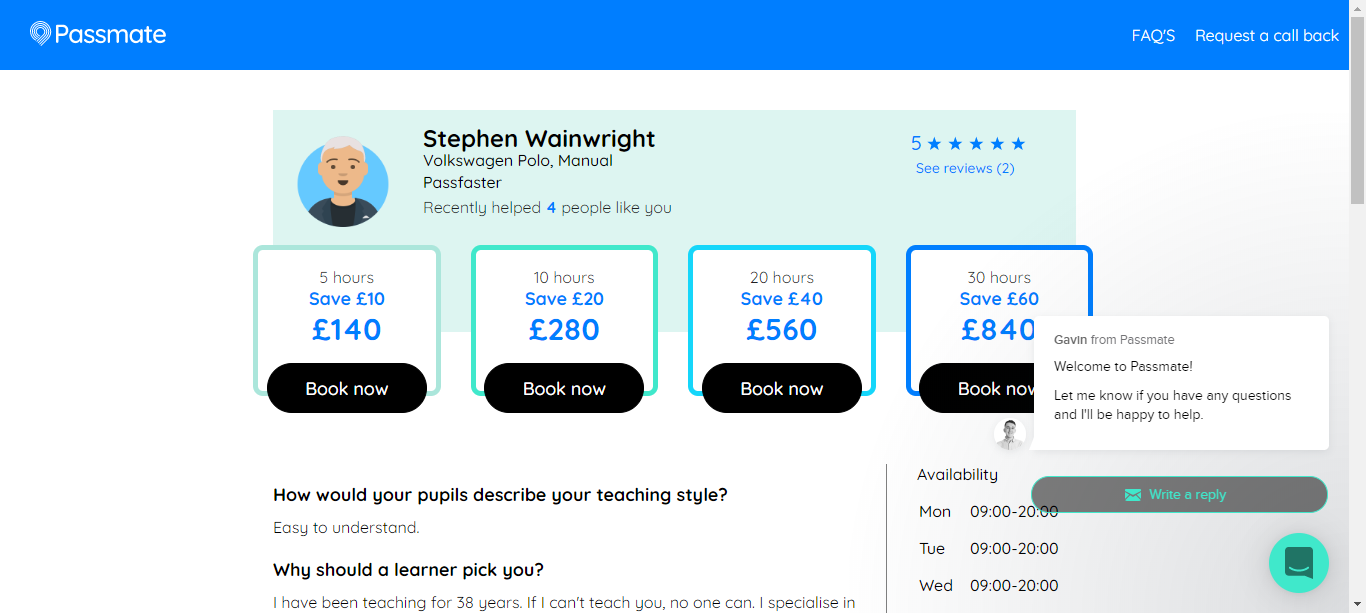 Passmate
FAQ'S
Request a call back
Stephen Wainwright
Volkswagen Polo, Manual
Passfaster
Recently helped 4 people like you
5 ★ ★ ★ ★ ★
See reviews (2)
5 hours
Save £10
£140
Book now
10 hours
Save £20
£280
Book now
20 hours
Save £40
£560
Book now
30 hours
Save £60
£840
Book now
Gavin from Passmate
Welcome to Passmate!
Let me know if you have any questions
and I'll be happy to help.
Write a reply
How would your pupils describe your teaching style?
Easy to understand.
Why should a learner pick you?
I have been teaching for 38 years. If I can't teach you, no one can. I specialise in
Availability
Mon 09:00-20:00
Tue 09:00-20:00
Wed 09:00-20:00